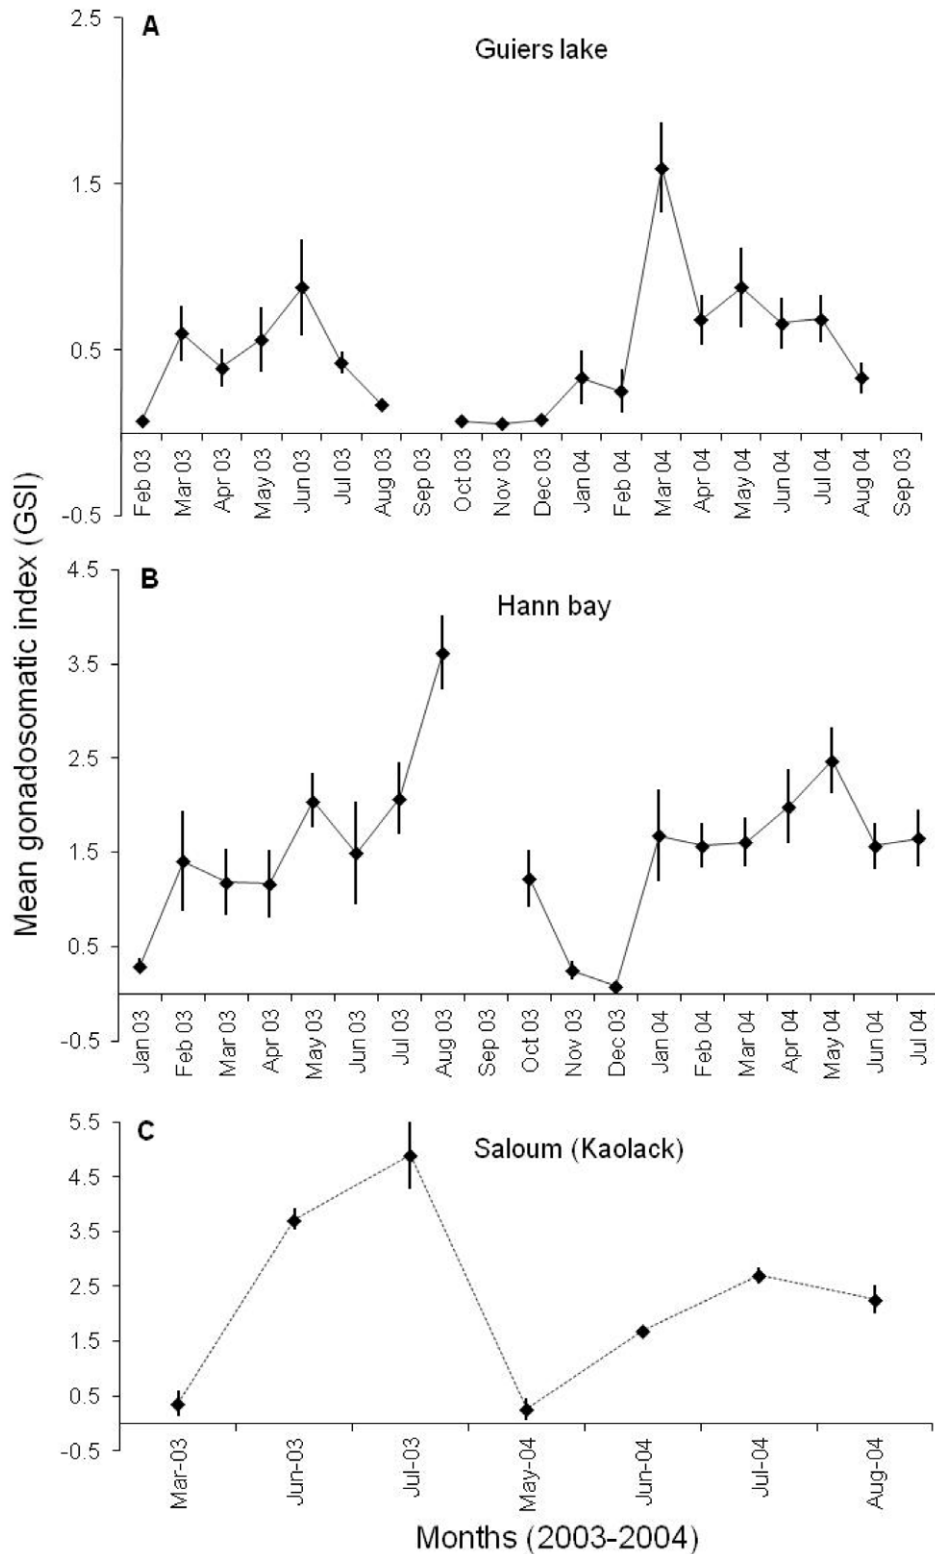 Mean gonadosomatic index (GSI)
A
Guiers lake
2.5
1.5
0.5
-0.5
Feb 03
Mar 03
Apr 03
May 03
Jun 03
Jul 03
Aug 03
Sep 03
Oct 03
Nov 03
Dec 03
Jan 04
Feb 04
Mar 04
Apr 04
May 04
Jun 04
Jul 04
Aug 04
Sep 03
B
Hann bay
4.5
3.5
2.5
1.5
0.5
-0.5
Jan 03
Feb 03
Mar 03
Apr 03
May 03
Jun 03
Jul 03
Aug 03
Sep 03
Oct 03
Nov 03
Dec 03
Jan 04
Feb 04
Mar 04
Apr 04
May 04
Jun 04
Jul 04
C
Saloum (Kaolack)
5.5
4.5
3.5
2.5
1.5
0.5
-0.5
Mar-03
Jun-03
Jul-03
May-04
Jun-04
Jul-04
Aug-04
Months (2003-2004)